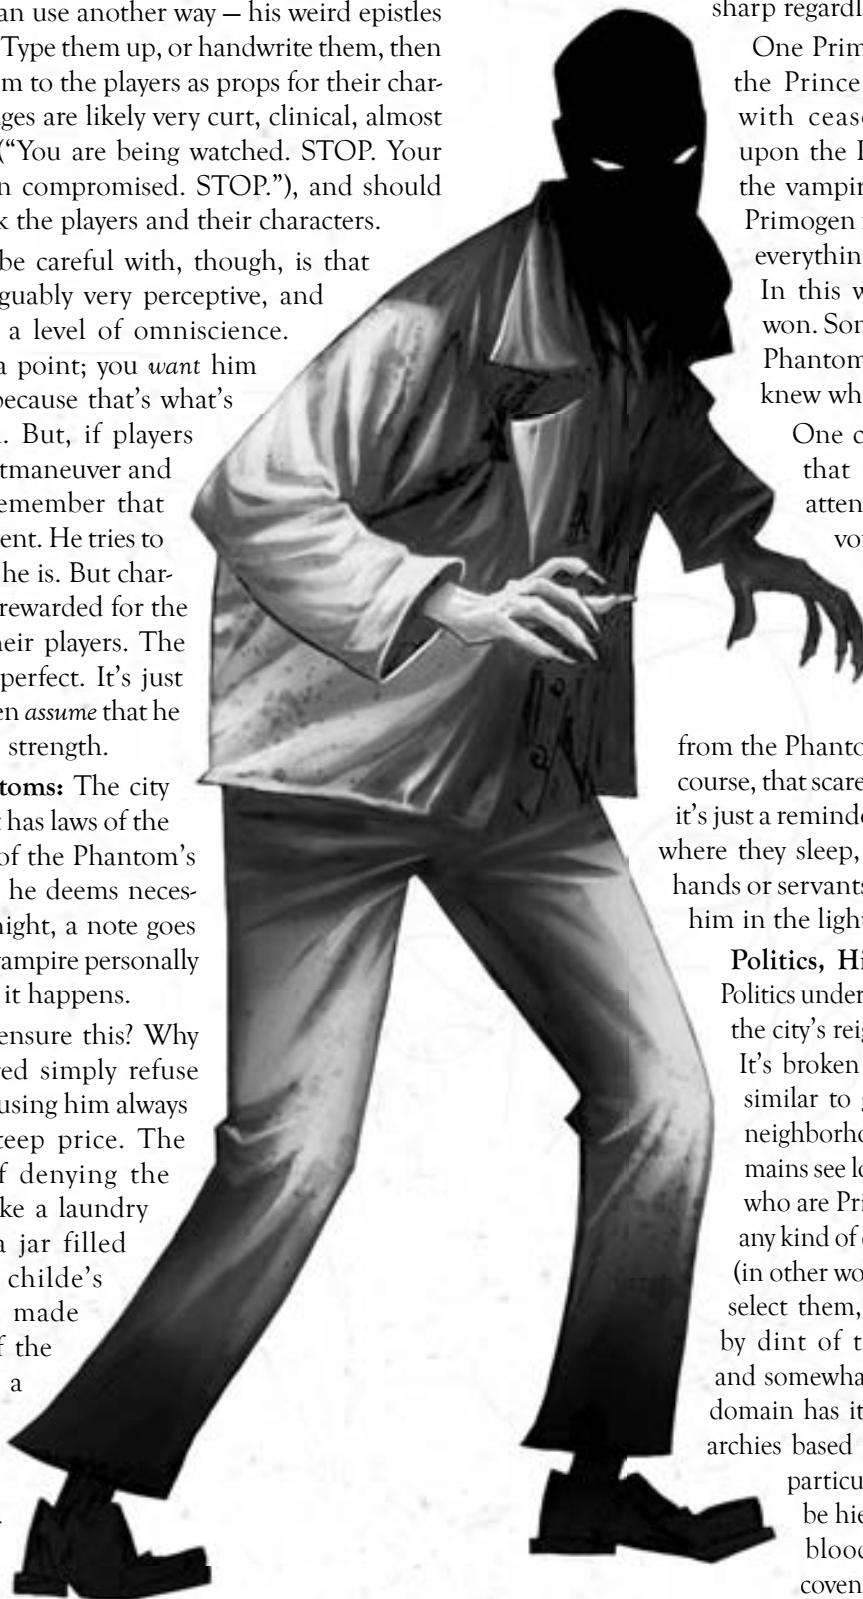 an use another way – his weird epistles
Type them up, or handwrite them, then
m to the players as props for their char-
ges are likely very curt, clinical, almost
(“You are being watched. STOP. Your
n compromised. STOP.”), and should
k the players and their characters.
be careful with, though, is that
guably very perceptive, and
a level of omniscience.
a point; you want him
because that’s what’s
. But, if players
tmaneuver and
emember that
ent. He tries to
he is. But char-
rewarded for the
heir players. The
perfect. It’s just
en assume that he
strength.
toms: The city
t has laws of the
of the Phantom’s
he deems neces-
night, a note goes
vampire personally
it happens.
ensure this? Why
red simply refuse
using him always
teep price. The
f denying the
ke a laundry
a jar filled
childe’s
made
f the
a
sharp regardl
One Prim
the Prince
with ceas
upon the
the vampir
Primogen
everything
In this w
won. Son
Phantom
knew wh
One c
that
atten
vo
from the Phanto
course, that scare
it’s just a remind
where they sleep,
hands or servants
him in the light
Politics, Hi
Politics under
the city’s reig
It’s broken
similar to
neighborho
mains see lo
who are Pri
any kind of
(in other wo
select them,
by dint of t
and somewha
domain has it
archies based
particu
be hie
blood
coven